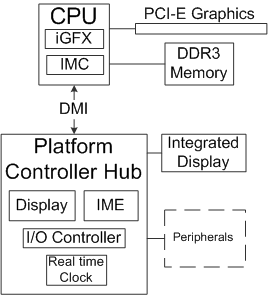 CPU
iGFX
IMC
PCI-E Graphics
DDR3
Memory
DMI
Platform
Controller Hub
Display
IME
I/O Controller
Real time
Clock
Integrated
Display
Peripherals